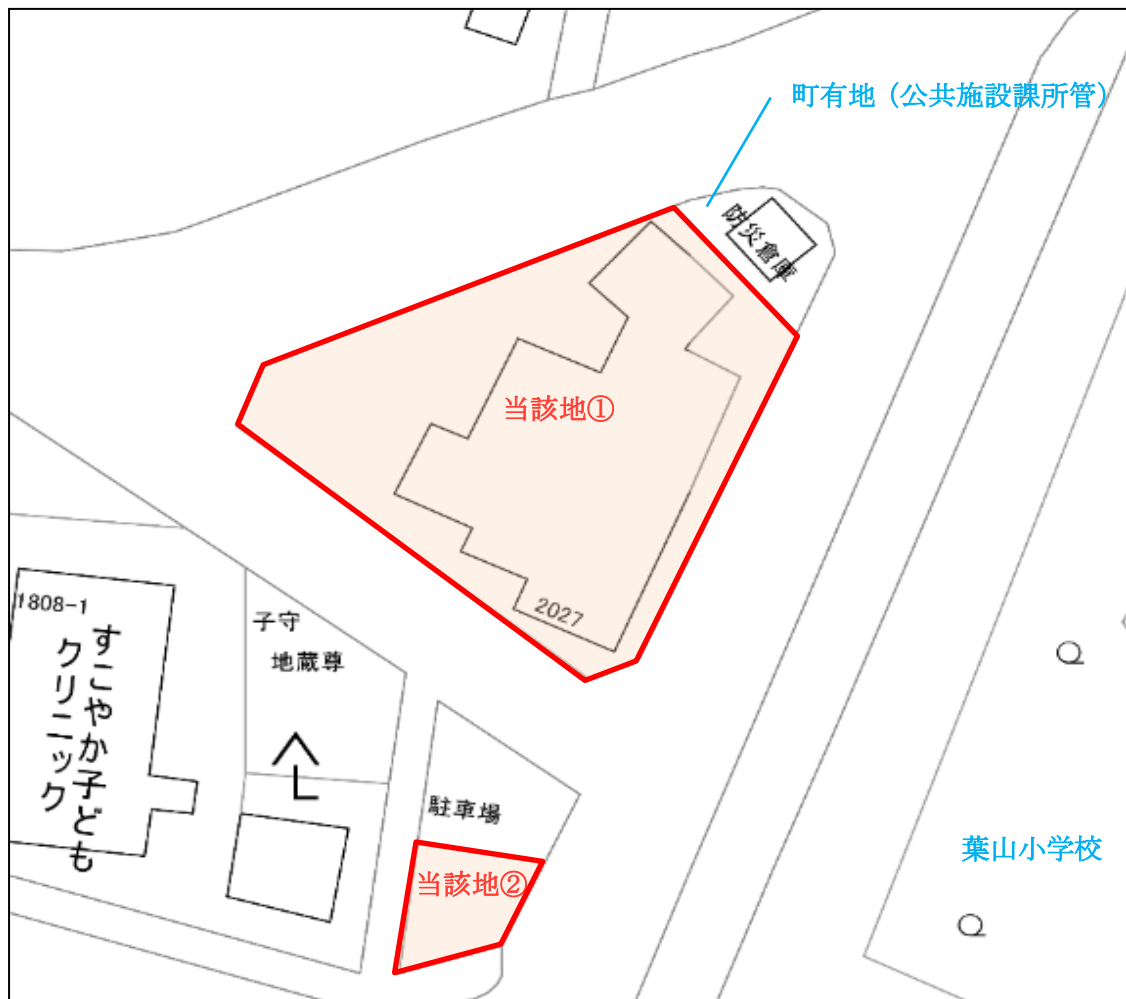 町有地(公共施設課所管)
防災倉庫
当該地①
2027
1808-1
すこやか子ども
クリニック
子守
地蔵尊
駐車場
当該地②
葉山小学校